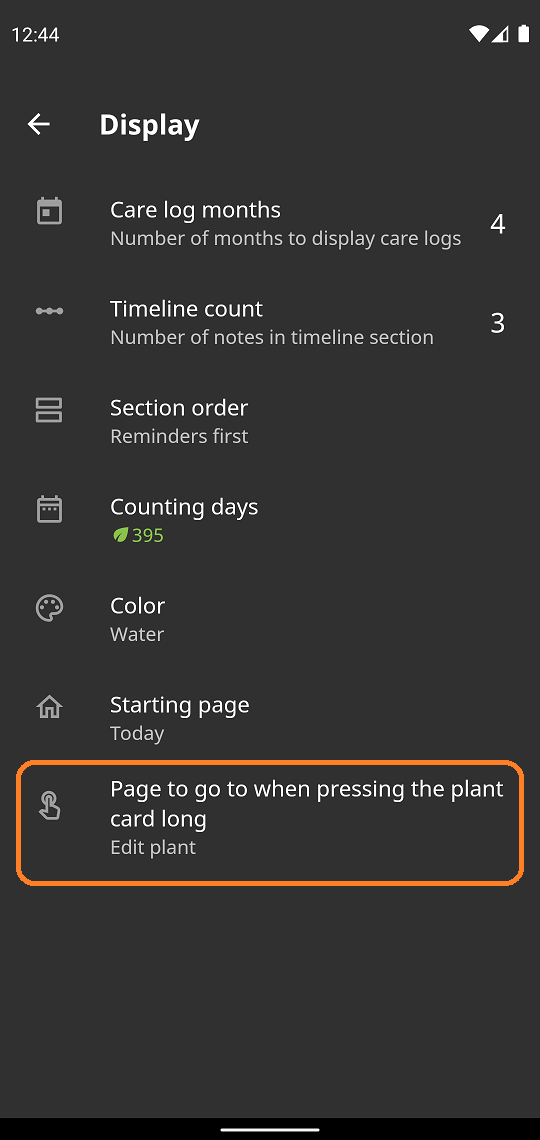 12:44
Display
Care log months
Number of months to display care logs
4
Timeline count
Number of notes in timeline section
3
Section order
Reminders first
Counting days
395
Color
Water
Starting page
Today
Page to go to when pressing the plant
card long
Edit plant